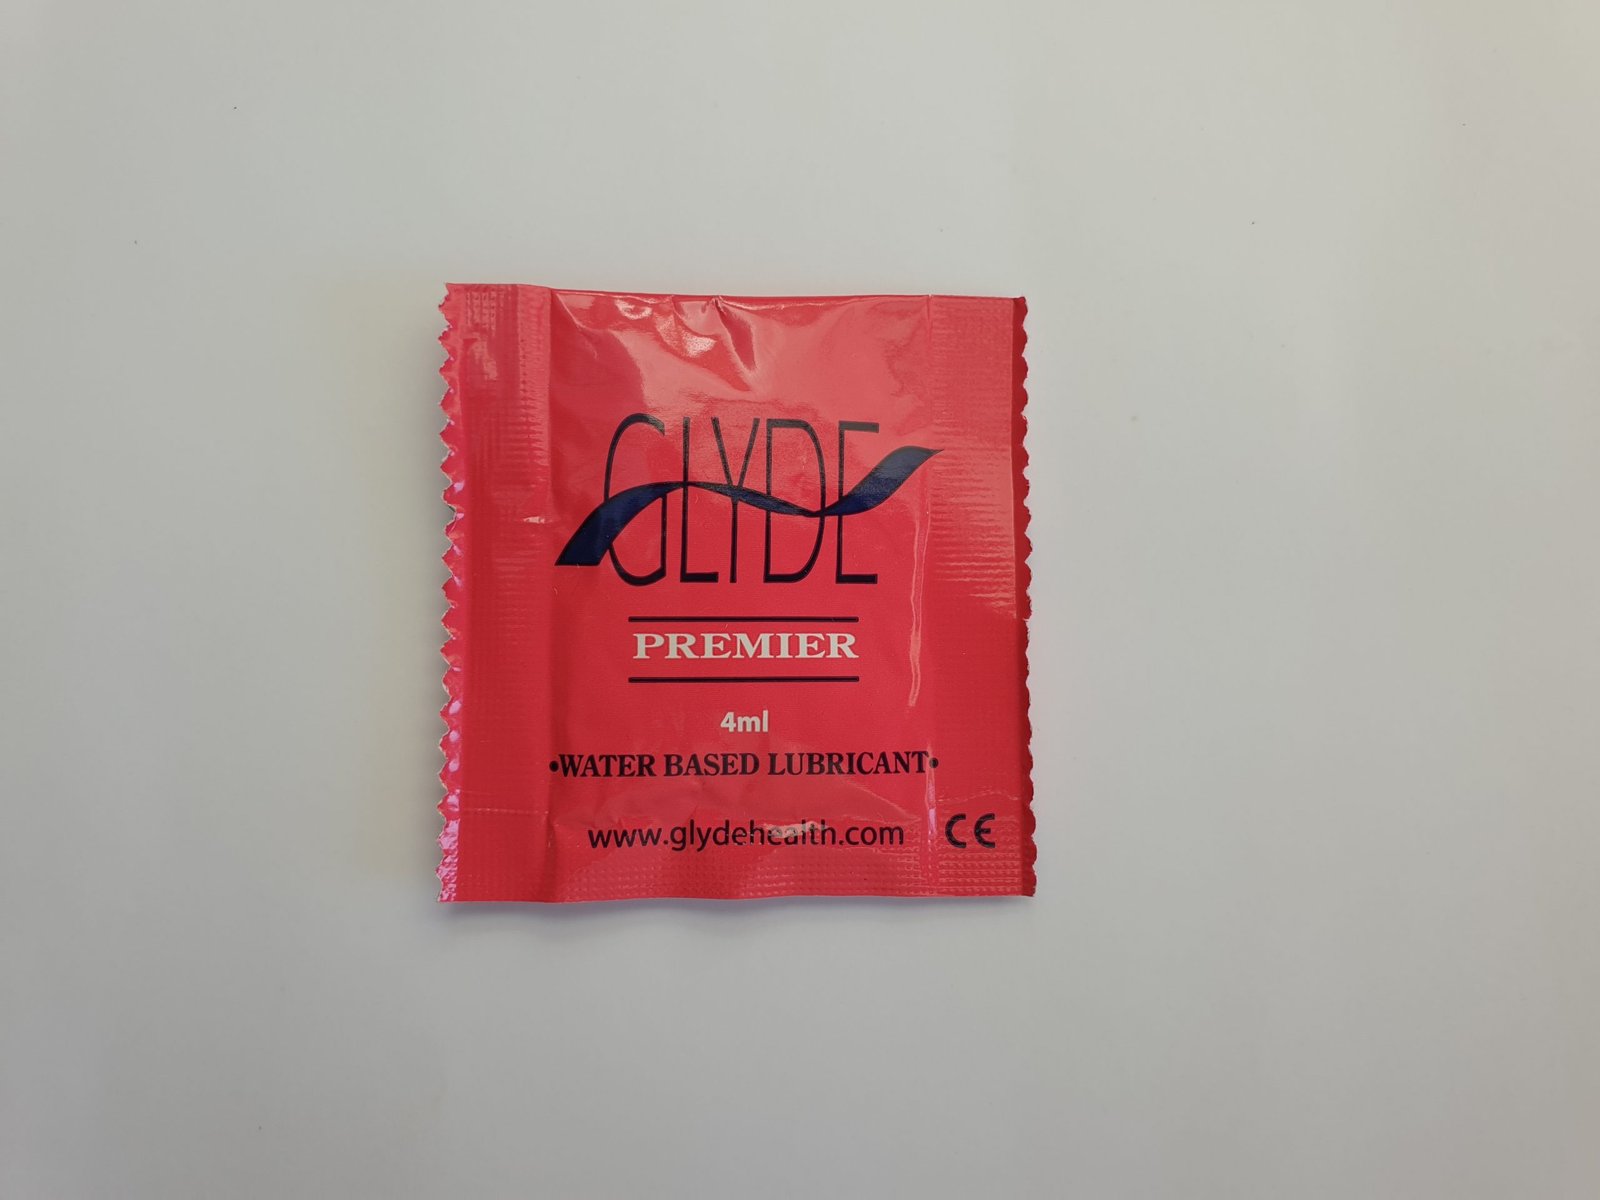 GLYDE
PREMIER
4ml
•WATER BASED LUBRICANT•
www.glydehealth.com CE